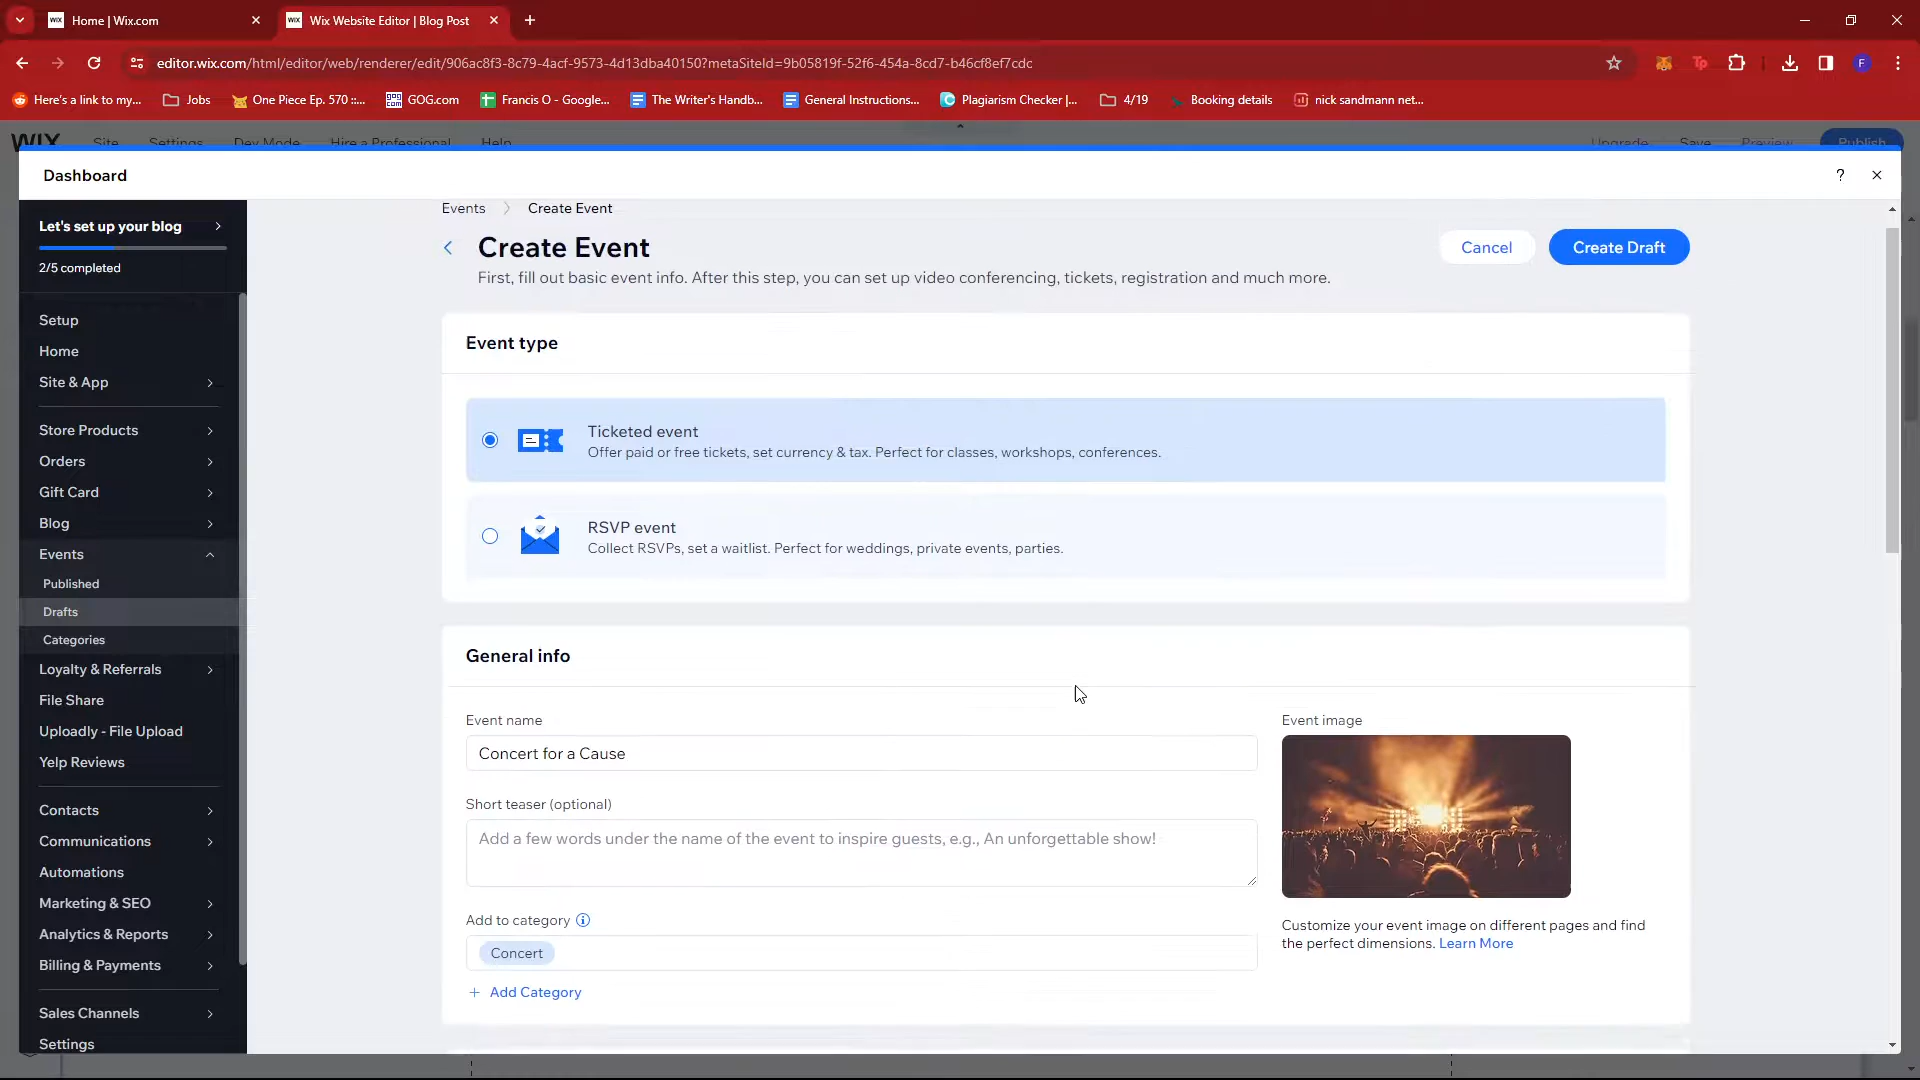 Home | Wix.com
Wix Website Editor | Blog Post
editor.wix.com/html/editor/web/renderer/edit/906ac8f3-8c79-4acf-9573-4d13dba40150?metaSiteId=9b05819f-52f6-454a-8cd7-b46cf8ef7cdc
Tp
F
Here's a link to my...
Jobs
One Piece Ep. 570 ::...
GOG.com
Francis O - Google...
The Writer's Handb...
General Instructions...
Plagiarism Checker |...
4/19
Booking details
nick sandmann net...
WIX
Site
Settings
Dev Mode
Hire a Professional
Help
Upgrade
Save
Preview
Publish
Dashboard
?
Let's set up your blog
2/5 completed
Setup
Home
Site & App
Store Products
Orders
Gift Card
Blog
Events
Published
Drafts
Categories
Loyalty & Referrals
File Share
Uploadly - File Upload
Yelp Reviews
Contacts
Communications
Automations
Marketing & SEO
Analytics & Reports
Billing & Payments
Sales Channels
Settings
Events > Create Event
Create Event
Cancel
Create Draft
First, fill out basic event info. After this step, you can set up video conferencing, tickets, registration and much more.
Event type
Ticketed event
Offer paid or free tickets, set currency & tax. Perfect for classes, workshops, conferences.
RSVP event
Collect RSVPs, set a waitlist. Perfect for weddings, private events, parties.
General info
Event name
Concert for a Cause
Short teaser (optional)
Add a few words under the name of the event to inspire guests, e.g., An unforgettable show!
Add to category
Concert
+ Add Category
Event image
Customize your event image on different pages and find
the perfect dimensions. Learn More